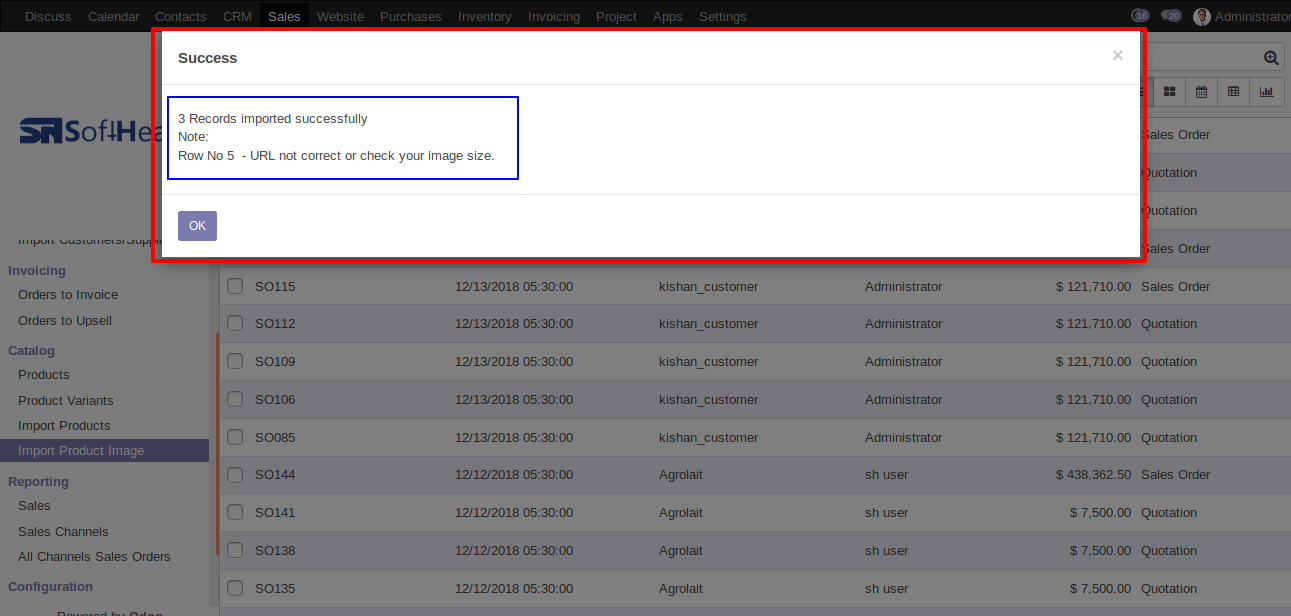 Discuss Calendar Contacts CRM Sales Website Purchases Inventory Invoicing Project Apps Settings 16 20 Administrator
Success ×
3 Records imported successfully
Note:
Row No 5 - URL not correct or check your image size.
OK
SoftHea
Import Customers/Suppli
Invoicing
Orders to Invoice
Orders to Upsell
Catalog
Products
Product Variants
Import Products
Import Product Image
Reporting
Sales
Sales Channels
All Channels Sales Orders
Configuration
Powered by Odoo
Sales Order
Quotation
Quotation
Sales Order
SO115 12/13/2018 05:30:00 kishan_customer Administrator $ 121,710.00 Sales Order
SO112 12/13/2018 05:30:00 kishan_customer Administrator $ 121,710.00 Quotation
SO109 12/13/2018 05:30:00 kishan_customer Administrator $ 121,710.00 Quotation
SO106 12/13/2018 05:30:00 kishan_customer Administrator $ 121,710.00 Quotation
SO085 12/13/2018 05:30:00 kishan_customer Administrator $ 121,710.00 Quotation
SO144 12/12/2018 05:30:00 Agrolait sh user $ 438,362.50 Sales Order
SO141 12/12/2018 05:30:00 Agrolait sh user $ 7,500.00 Quotation
SO138 12/12/2018 05:30:00 Agrolait sh user $ 7,500.00 Quotation
SO135 12/12/2018 05:30:00 Agrolait sh user $ 7,500.00 Quotation